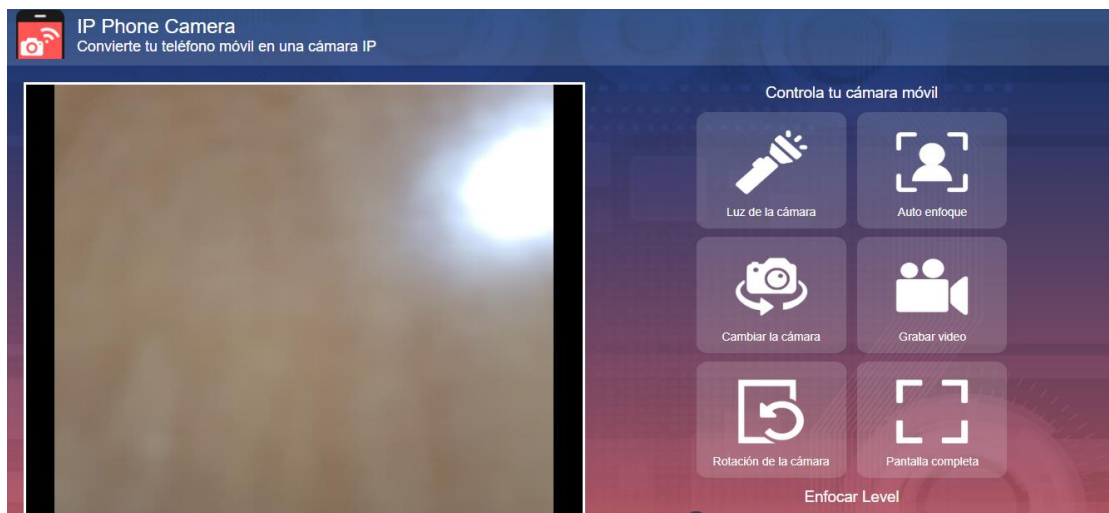 IP Phone Camera
Convierte tu teléfono móvil en una cámara IP
Controla tu cámara móvil
Luz de la cámara
Auto enfoque
Cambiar la cámara
Grabar video
Rotación de la cámara
Pantalla completa
Enfocar Level